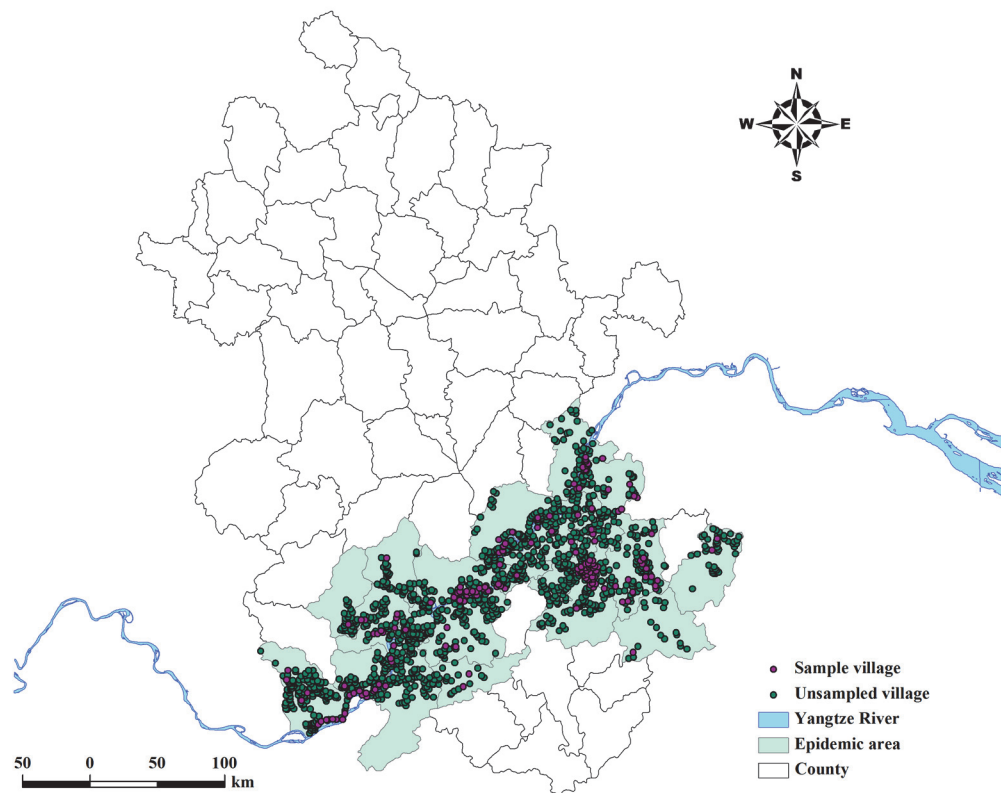 N
W E
S
Sample village
Unsampled village
Yangtze River
Epidemic area
County
50 0 50 100
km